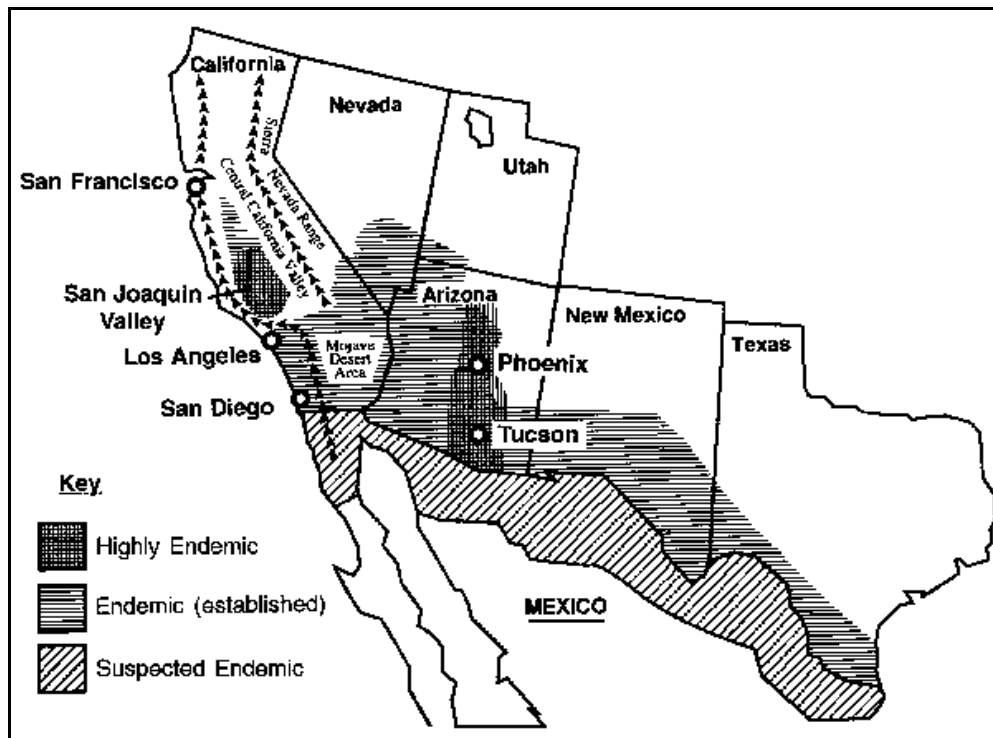 California
Nevada
Utah
Sierra
Nevada Range
Central California Valley
San Francisco
San Joaquin
Valley
Arizona
New Mexico
Texas
Los Angeles
Mojave
Desert
Area
Phoenix
San Diego
Tucson
Key
Highly Endemic
Endemic (established)
Suspected Endemic
MEXICO